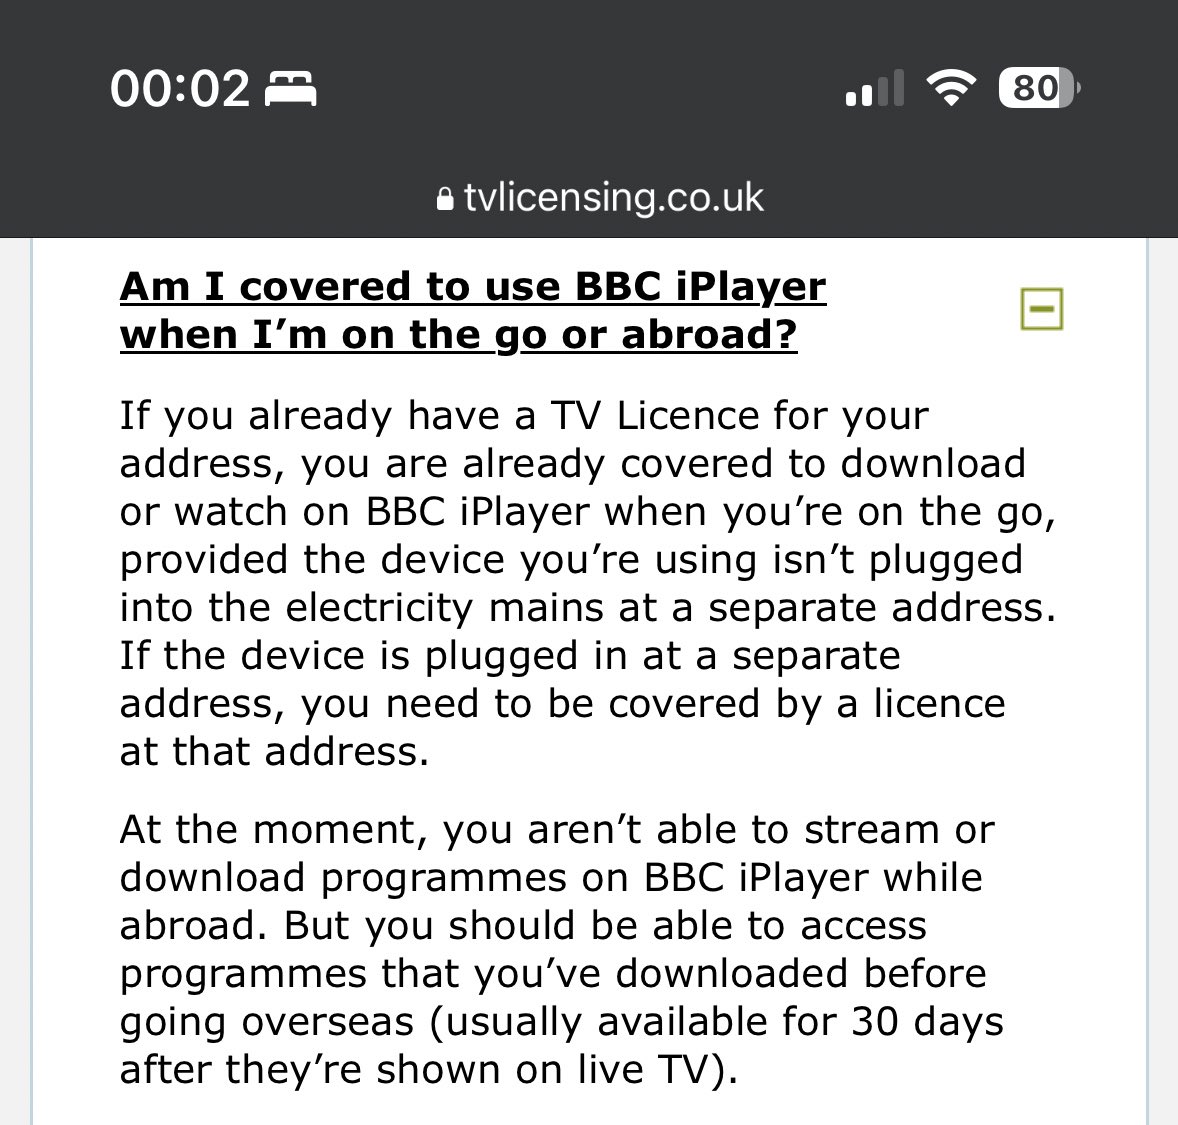 00:02
80
tvlicensing.co.uk
Am I covered to use BBC iPlayer
when I’m on the go or abroad?
If you already have a TV Licence for your
address, you are already covered to download
or watch on BBC iPlayer when you’re on the go,
provided the device you’re using isn’t plugged
into the electricity mains at a separate address.
If the device is plugged in at a separate
address, you need to be covered by a licence
at that address.
At the moment, you aren’t able to stream or
download programmes on BBC iPlayer while
abroad. But you should be able to access
programmes that you’ve downloaded before
going overseas (usually available for 30 days
after they’re shown on live TV).